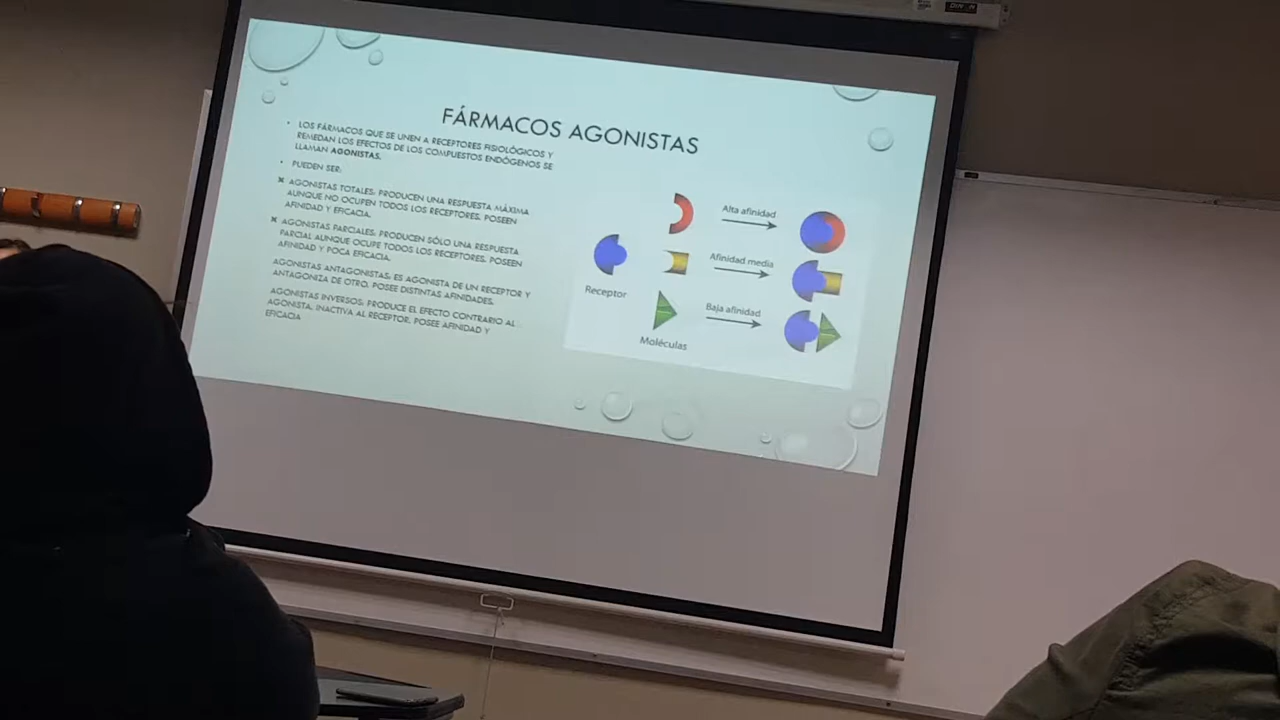 FÁRMACOS AGONISTAS
• LOS FÁRMACOS QUE SE UNEN A RECEPTORES FISIOLÓGICOS Y
REMEDAN LOS EFECTOS DE LOS COMPUESTOS ENDÓGENOS SE
LLAMAN AGONISTAS.
• PUEDEN SER:
AGONISTAS TOTALES: PRODUCEN UNA RESPUESTA MÁXIMA
AUNQUE NO OCUPEN TODOS LOS RECEPTORES. POSEEN
AFINIDAD Y EFICACIA.
AGONISTAS PARCIALES: PRODUCEN SÓLO UNA RESPUESTA
PARCIAL AUNQUE OCUPE TODOS LOS RECEPTORES. POSEEN
AFINIDAD Y POCA EFICACIA.
AGONISTAS ANTAGONISTAS: ES AGONISTA DE UN RECEPTOR Y
ANTAGONIZA DE OTRO. POSEE DISTINTAS AFINIDADES.
AGONISTAS INVERSOS: PRODUCE EL EFECTO CONTRARIO AL
AGONISTA. INACTIVA AL RECEPTOR. POSEE AFINIDAD Y
EFICACIA
Alta afinidad
Afinidad media
Receptor
Baja afinidad
Moléculas